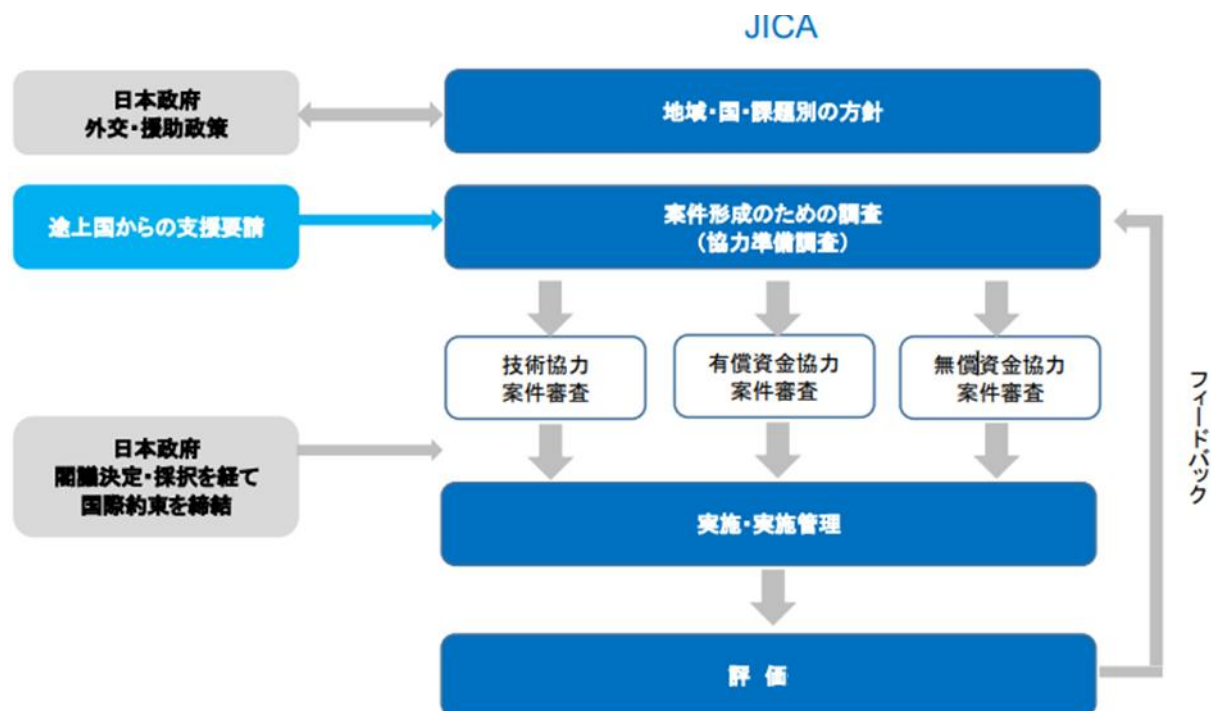 JICA
日本政府
外交・援助政策
地域・国・課題別の方針
途上国からの支援要請
案件形成のための調査
（協力準備調査）
技術協力
案件審査
有償資金協力
案件審査
無償資金協力
案件審査
日本政府
閣議決定・採択を経て
国際約束を締結
実施・実施管理
評 価
フィードバック